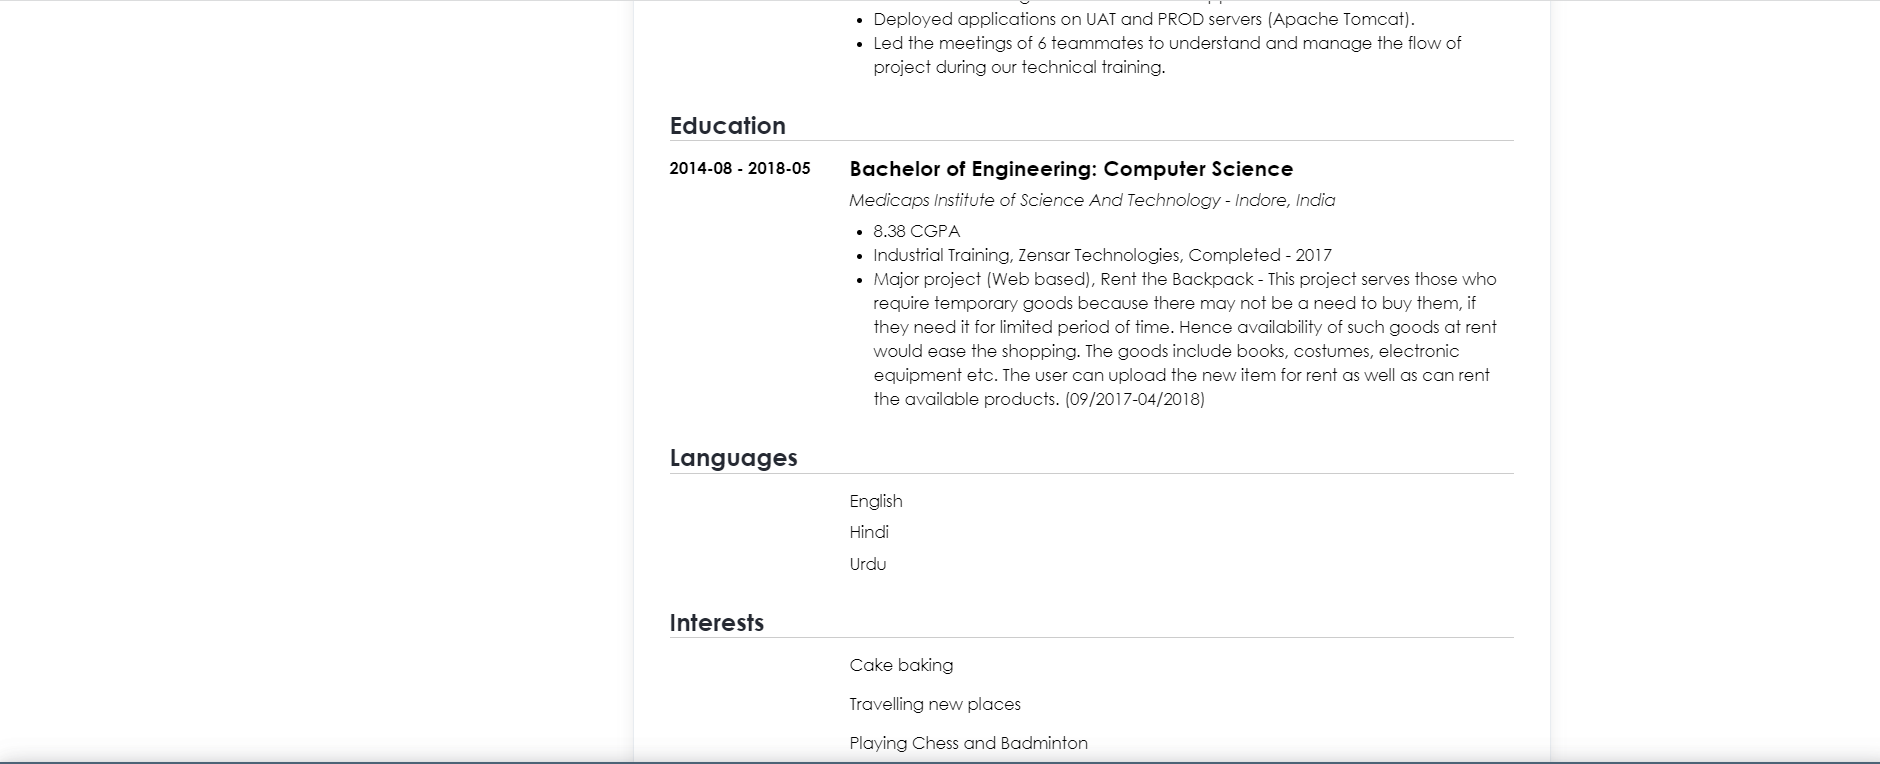 Deployed applications on UAT and PROD servers (Apache Tomcat).
Led the meetings of 6 teammates to understand and manage the flow of
project during our technical training.
Education
2014-08 - 2018-05
Bachelor of Engineering: Computer Science
Medicaps Institute of Science And Technology - Indore, India
8.38 CGPA
Industrial Training, Zensar Technologies, Completed - 2017
Major project (Web based), Rent the Backpack - This project serves those who
require temporary goods because there may not be a need to buy them, if
they need it for limited period of time. Hence availability of such goods at rent
would ease the shopping. The goods include books, costumes, electronic
equipment etc. The user can upload the new item for rent as well as can rent
the available products. (09/2017-04/2018)
Languages
English
Hindi
Urdu
Interests
Cake baking
Travelling new places
Playing Chess and Badminton